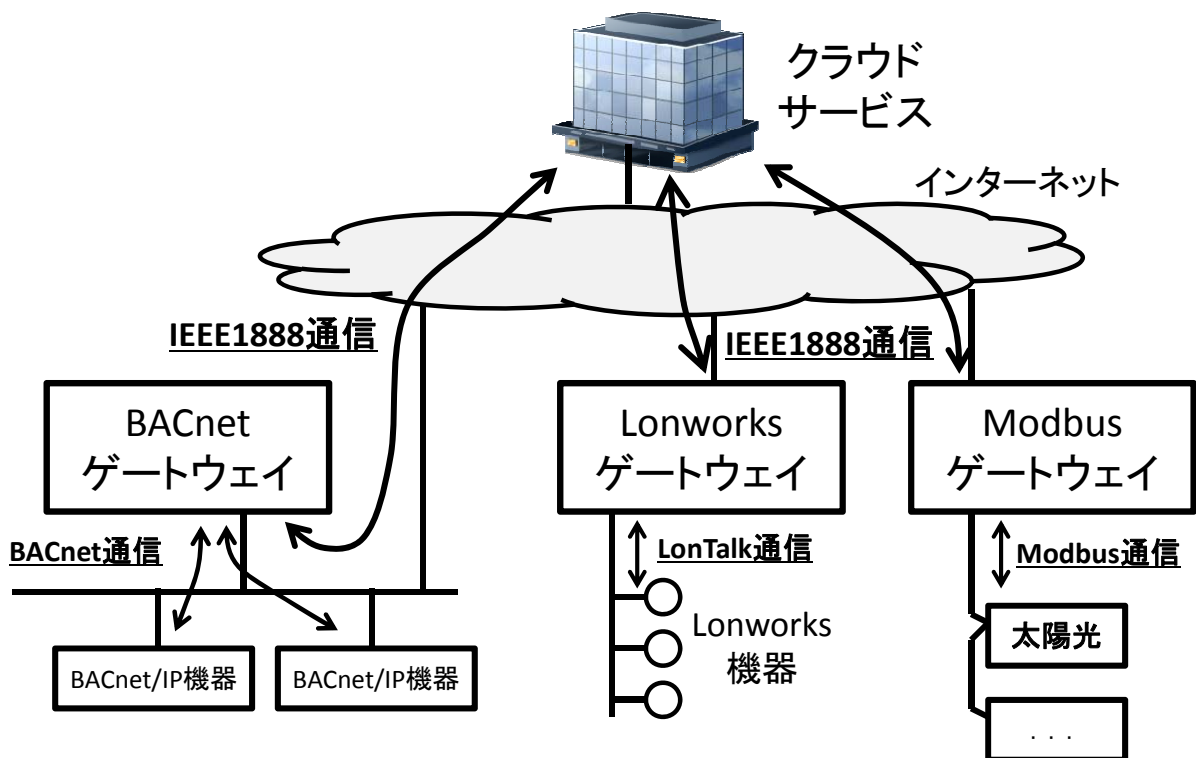 クラウド
サービス
インターネット
IEEE1888通信
IEEE1888通信
BACnet
ゲートウェイ
Lonworks
ゲートウェイ
Modbus
ゲートウェイ
BACnet通信
LonTalk通信
Modbus通信
BACnet/IP機器
BACnet/IP機器
Lonworks
機器
太陽光
...